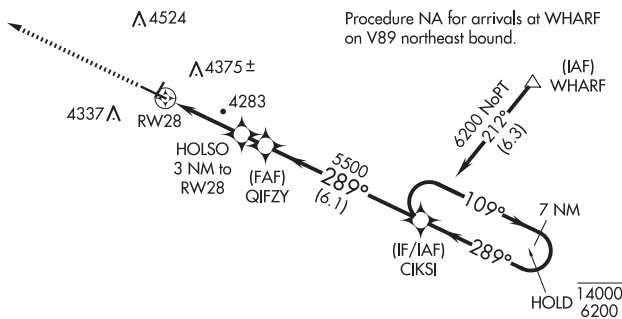 4524
Procedure NA for arrivals at WHARF
on V89 northeast bound.
4375 ±
(IAF)
WHARF
4337
4283
RW28
6200 NoPT
212°
(6.3)
HOLSO
3 NM to
RW28
(FAF)
QIFZY
5500
289°
(6.1)
109°
7 NM
289°
(IF/IAF)
CIKSI
HOLD
14000
6200